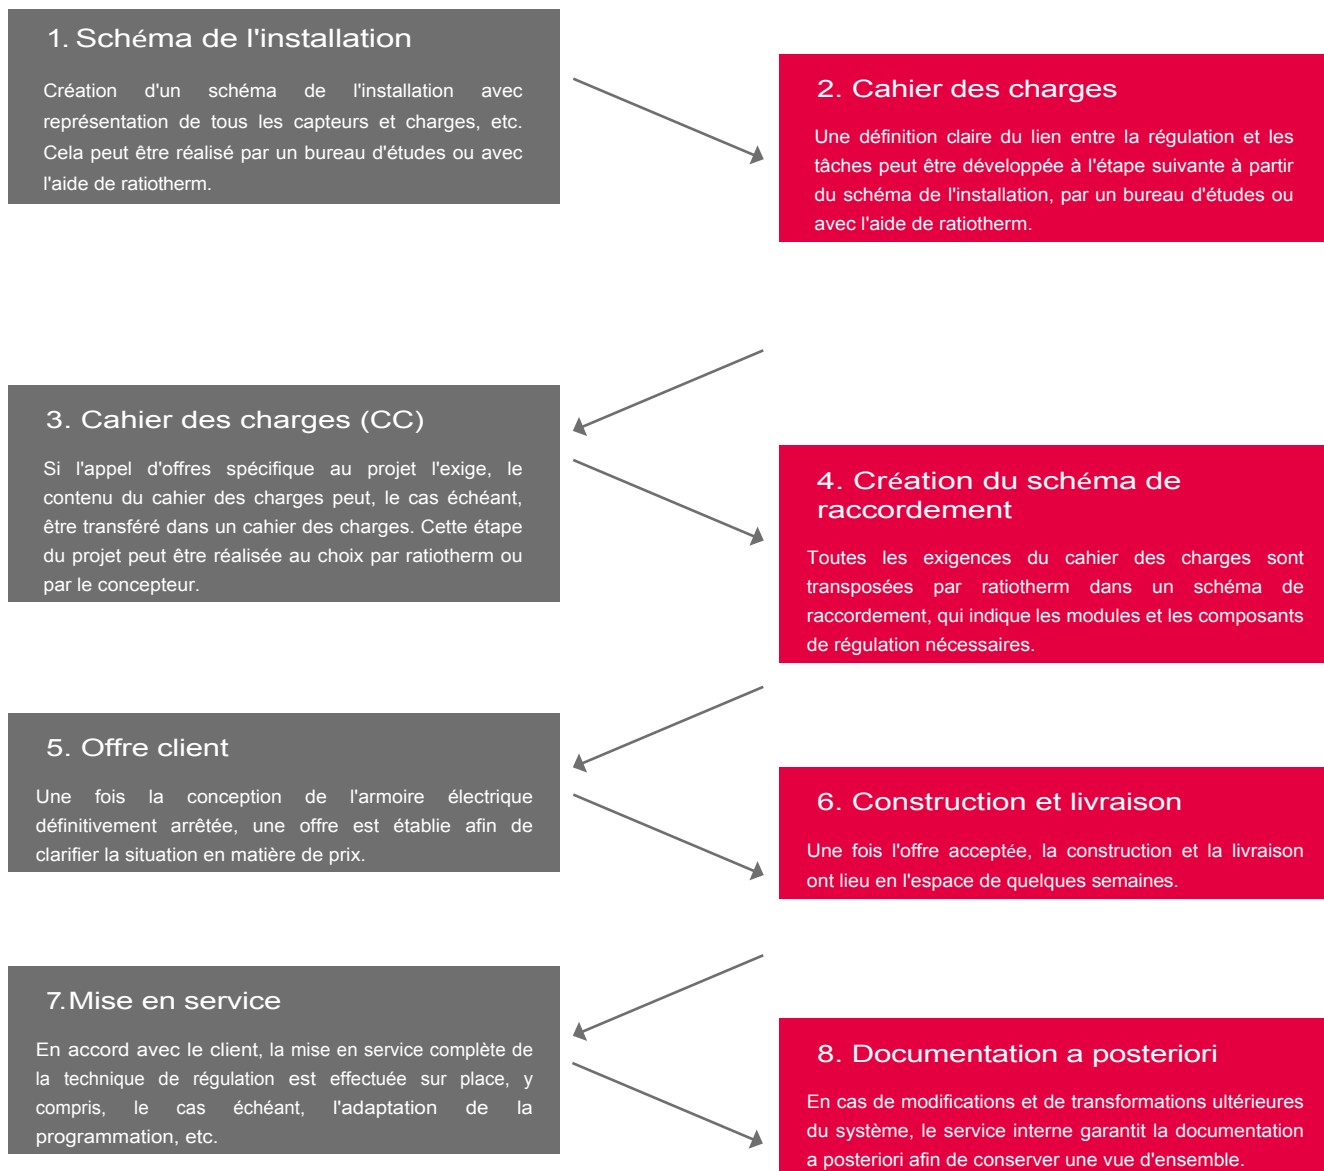 1. Schéma de l'installation
Création d'un schéma de l'installation avec
représentation de tous les capteurs et charges, etc.
Cela peut être réalisé par un bureau d'études ou avec
l'aide de ratiotherm.
2. Cahier des charges
Une définition claire du lien entre la régulation et les
tâches peut être développée à l'étape suivante à partir
du schéma de l'installation, par un bureau d'études ou
avec l'aide de ratiotherm.
3. Cahier des charges (CC)
Si l'appel d'offres spécifique au projet l'exige, le
contenu du cahier des charges peut, le cas échéant,
être transféré dans un cahier des charges. Cette étape
du projet peut être réalisée au choix par ratiotherm ou
par le concepteur.
4. Création du schéma de
raccordement
Toutes les exigences du cahier des charges sont
transposées par ratiotherm dans un schéma de
raccordement, qui indique les modules et les composants
de régulation nécessaires.
5. Offre client
Une fois la conception de l'armoire électrique
définitivement arrêtée, une offre est établie afin de
clarifier la situation en matière de prix.
6. Construction et livraison
Une fois l'offre acceptée, la construction et la livraison
ont lieu en l'espace de quelques semaines.
7. Mise en service
En accord avec le client, la mise en service complète de
la technique de régulation est effectuée sur place, y
compris, le cas échéant, l'adaptation de la
programmation, etc.
8. Documentation a posteriori
En cas de modifications et de transformations ultérieures
du système, le service interne garantit la documentation
a posteriori afin de conserver une vue d'ensemble.